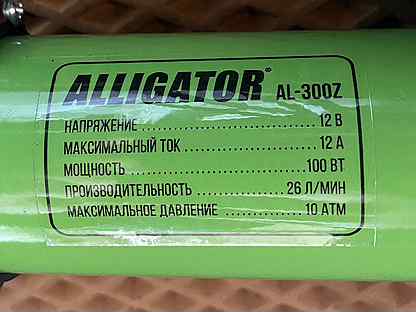 ALLIGATOR® AL-300Z
НАПРЯЖЕНИЕ ........................ 12 В
МАКСИМАЛЬНЫЙ ТОК ................ 12 А
МОЩНОСТЬ ........................... 100 ВТ
ПРОИЗВОДИТЕЛЬНОСТЬ ............. 26 Л/МИН
МАКСИМАЛЬНОЕ ДАВЛЕНИЕ ............ 10 АТМ